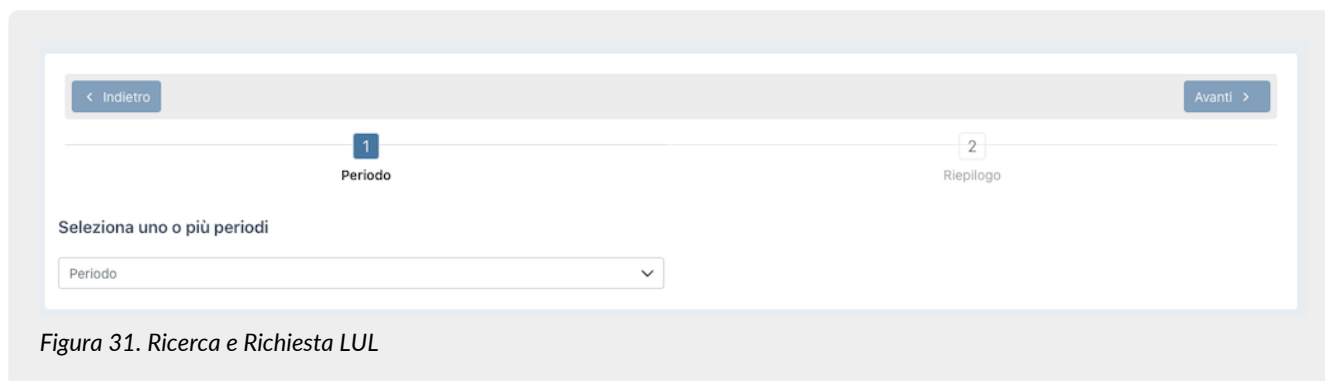 Indietro
Avanti
1
2
Periodo
Riepilogo
Seleziona uno o più periodi
Periodo
Figura 31. Ricerca e Richiesta LUL